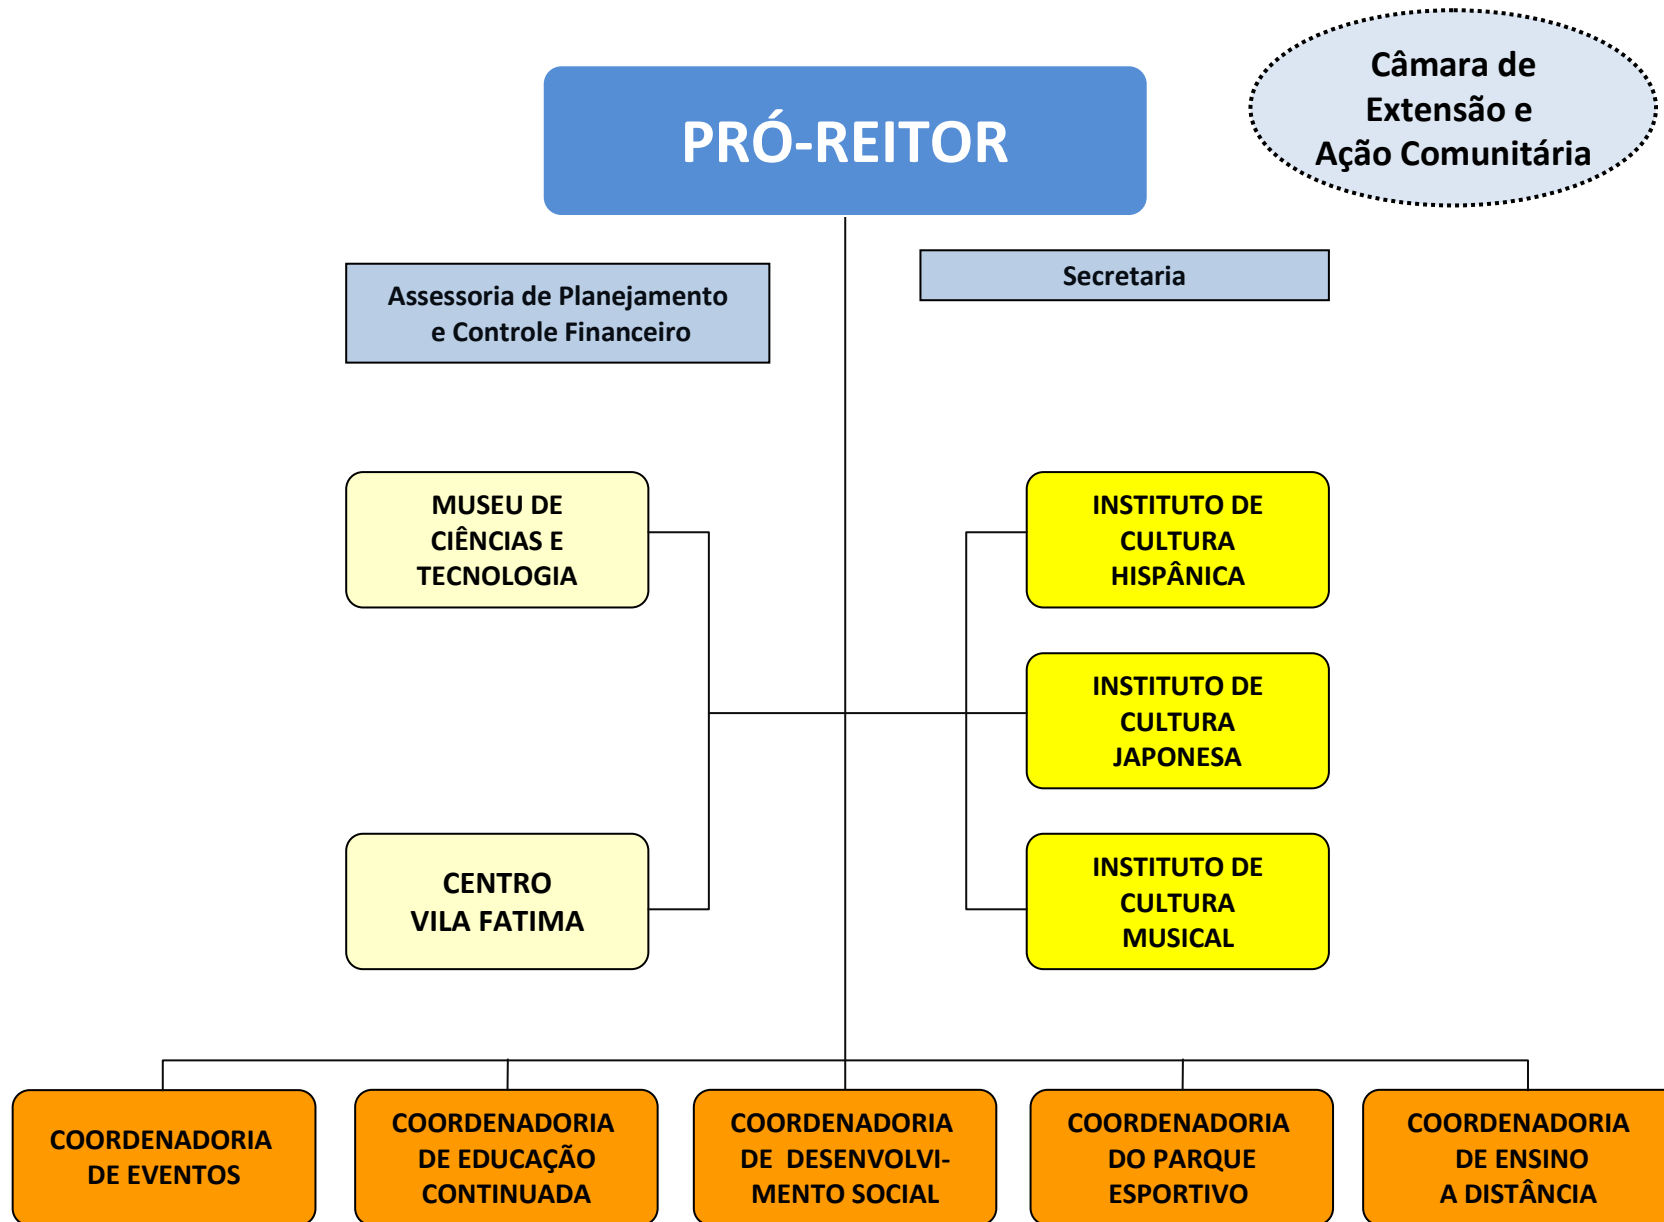 Câmara de
Extensão e
Ação Comunitária
PRÓ-REITOR
Secretaria
Assessoria de Planejamento
e Controle Financeiro
MUSEU DE
CIÊNCIAS E
TECNOLOGIA
INSTITUTO DE
CULTURA
HISPÂNICA
INSTITUTO DE
CULTURA
JAPONESA
CENTRO
VILA FATIMA
INSTITUTO DE
CULTURA
MUSICAL
COORDENADORIA
DE EVENTOS
COORDENADORIA
DE EDUCAÇÃO
CONTINUADA
COORDENADORIA
DE DESENVOLVI-
MENTO SOCIAL
COORDENADORIA
DO PARQUE
ESPORTIVO
COORDENADORIA
DE ENSINO
A DISTÂNCIA